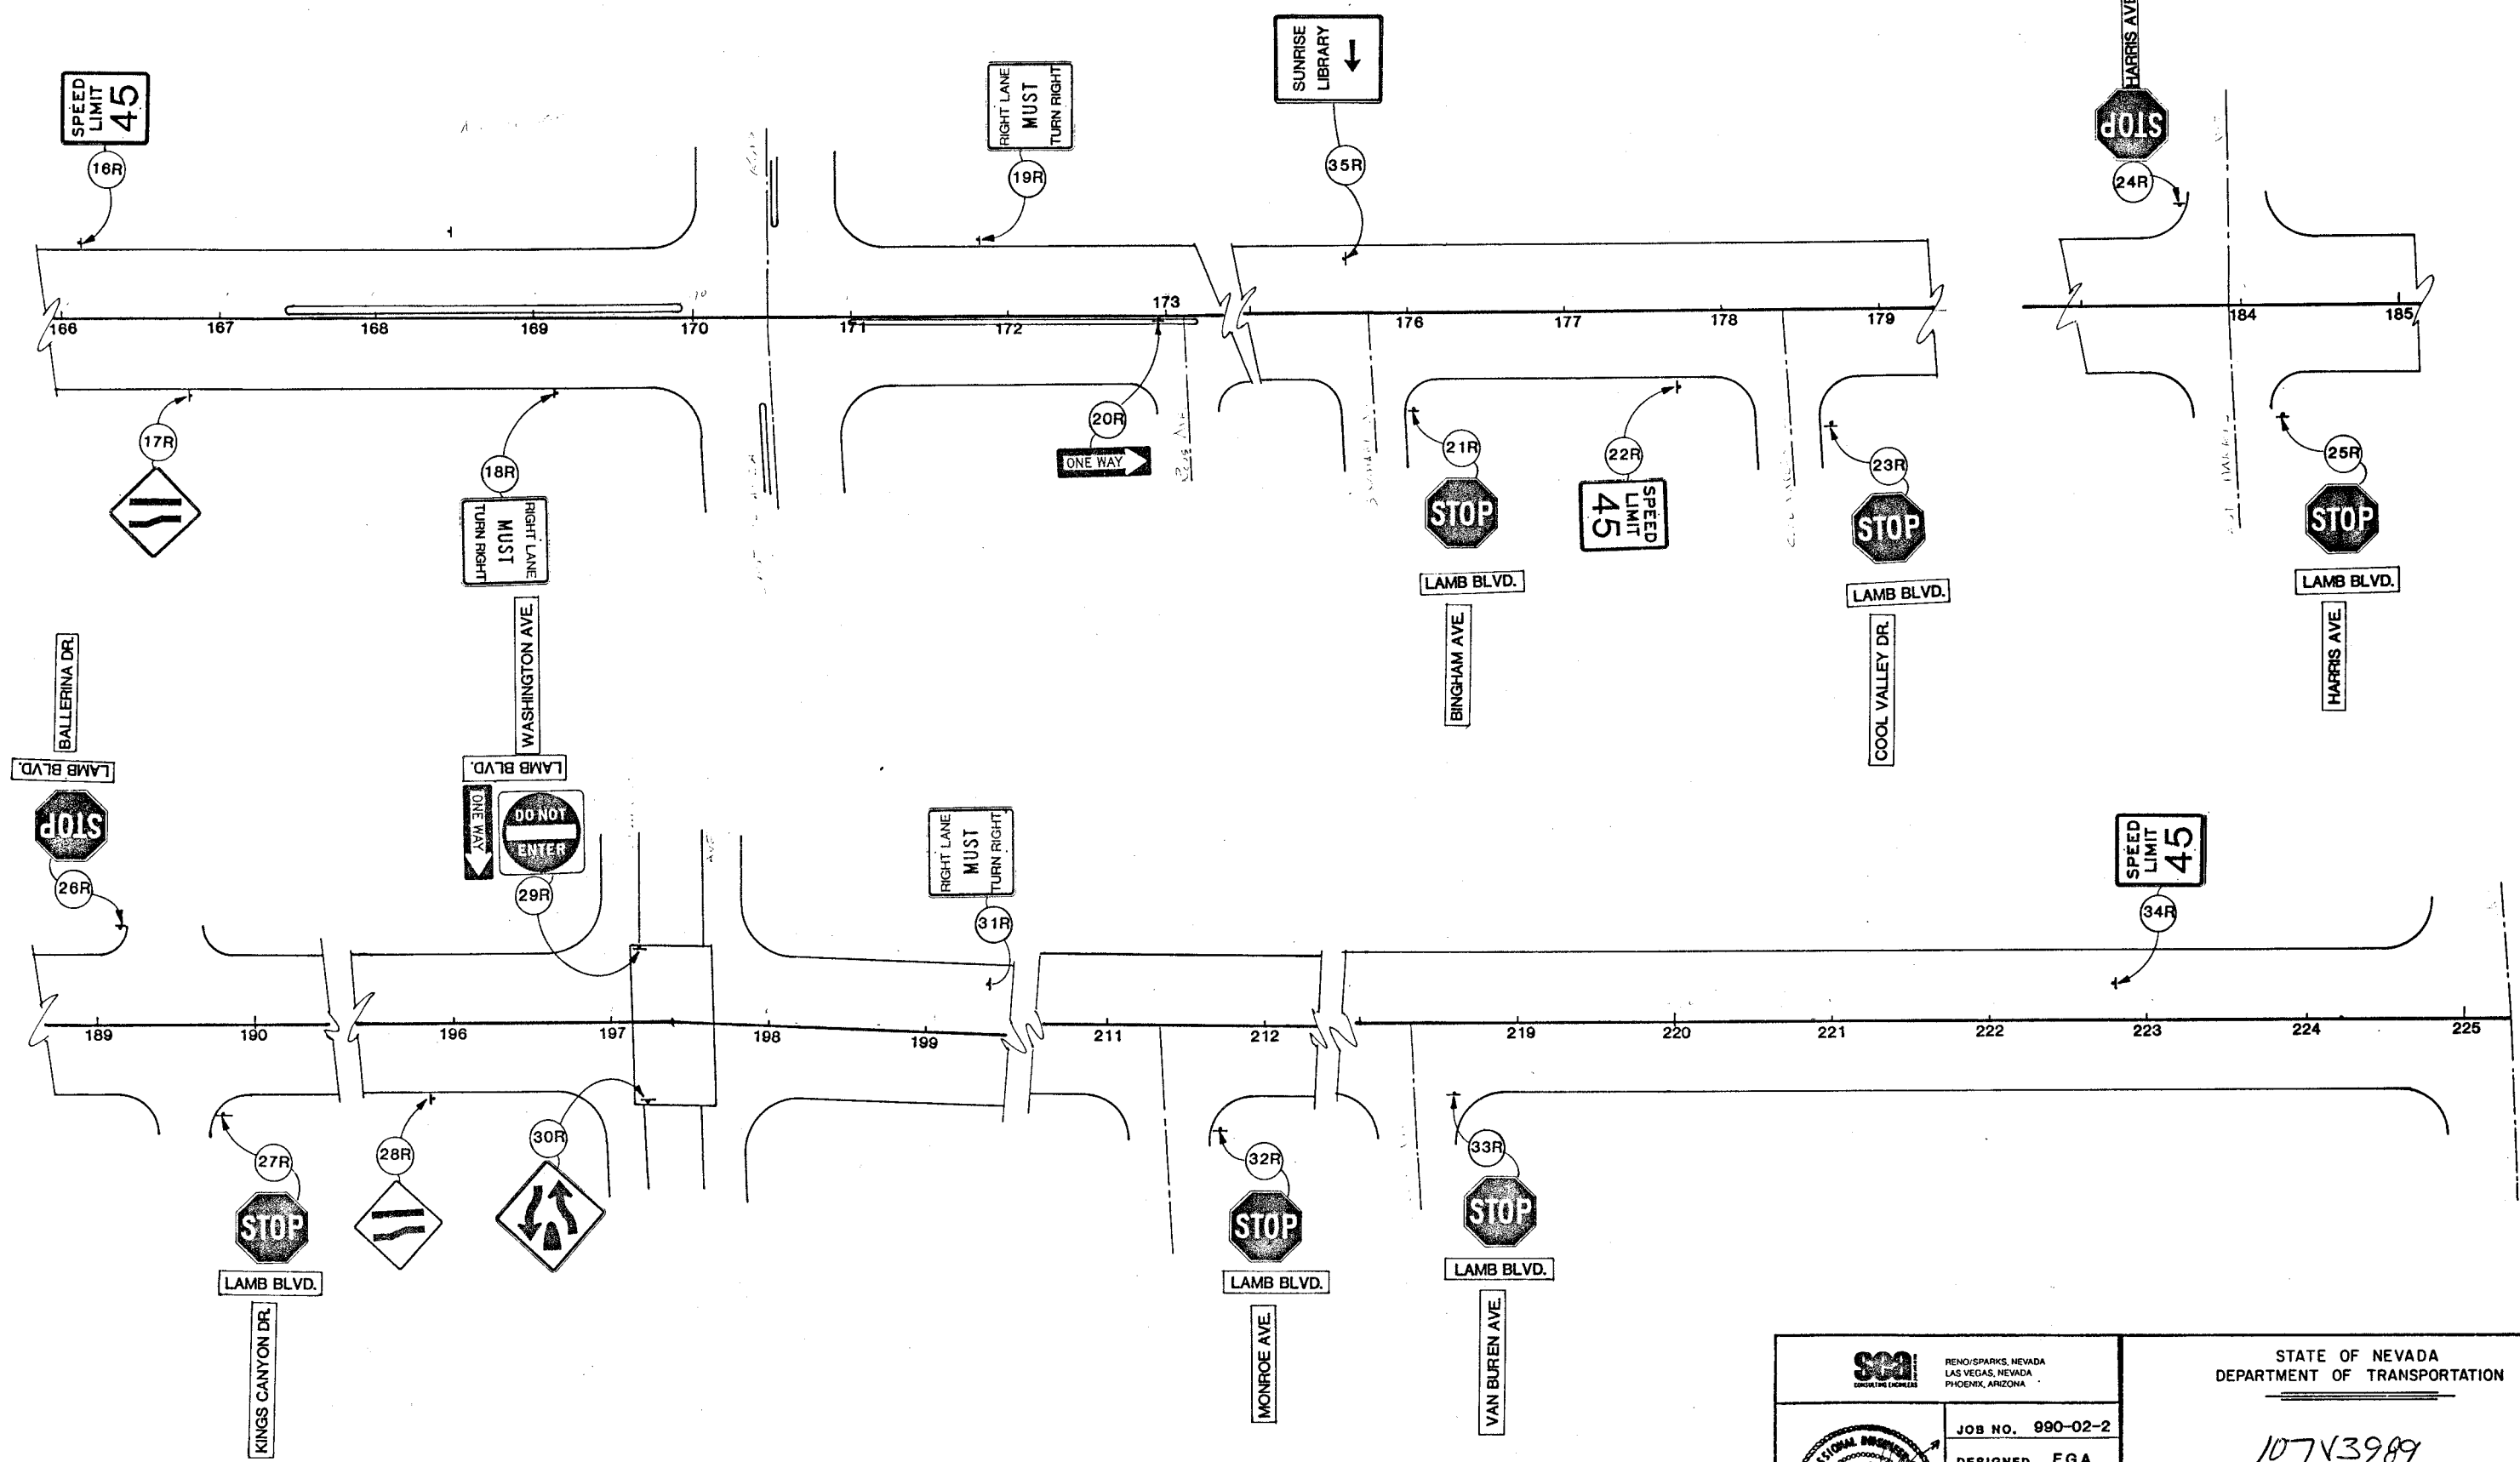 SPEED
LIMIT
45
16R
RIGHT LANE
MUST
TURN RIGHT
19R
SUNRISE
LIBRARY
35R
HARRIS AVE
STOP
24R
166
167
168
169
170
171
172
173
176
177
178
179
184
185
17R
18R
RIGHT LANE
MUST
TURN RIGHT
20R
ONE WAY
21R
STOP
LAMB BLVD.
BINGHAM AVE.
22R
SPEED
LIMIT
45
23R
STOP
LAMB BLVD.
COOL VALLEY DR.
25R
STOP
LAMB BLVD.
HARRIS AVE.
BALLERINA DR.
LAMB BLVD.
STOP
26R
WASHINGTON AVE.
LAMB BLVD.
ONE WAY
DO NOT
ENTER
29R
RIGHT LANE
MUST
TURN RIGHT
31R
SPEED
LIMIT
45
34R
189
190
196
197
198
199
211
212
219
220
221
222
223
224
225
27R
STOP
LAMB BLVD.
KINGS CANYON DR.
28R
30R
32R
STOP
LAMB BLVD.
MONROE AVE.
33R
STOP
LAMB BLVD.
VAN BUREN AVE.
sea
CONSULTING ENGINEERS
RENO/SPARKS, NEVADA
LAS VEGAS, NEVADA
PHOENIX, ARIZONA
JOB NO. 990-02-2
DESIGNED EGA
STATE OF NEVADA
DEPARTMENT OF TRANSPORTATION
107V3989